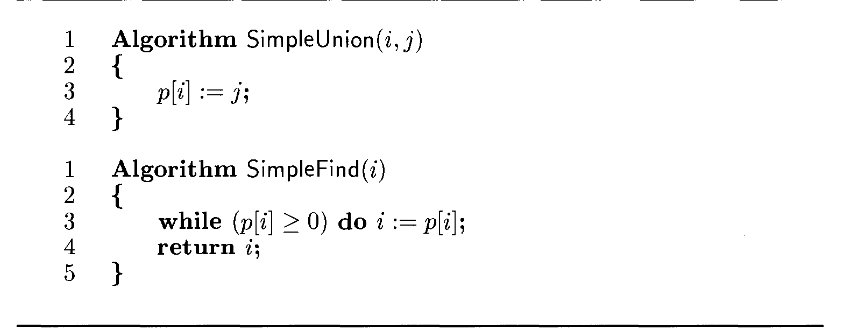 1 Algorithm SimpleUnion(i, j)
2 {
3 p[i] := j;
4 }
1 Algorithm SimpleFind(i)
2 {
3 while (p[i] ≥ 0) do i := p[i];
4 return i;
5 }